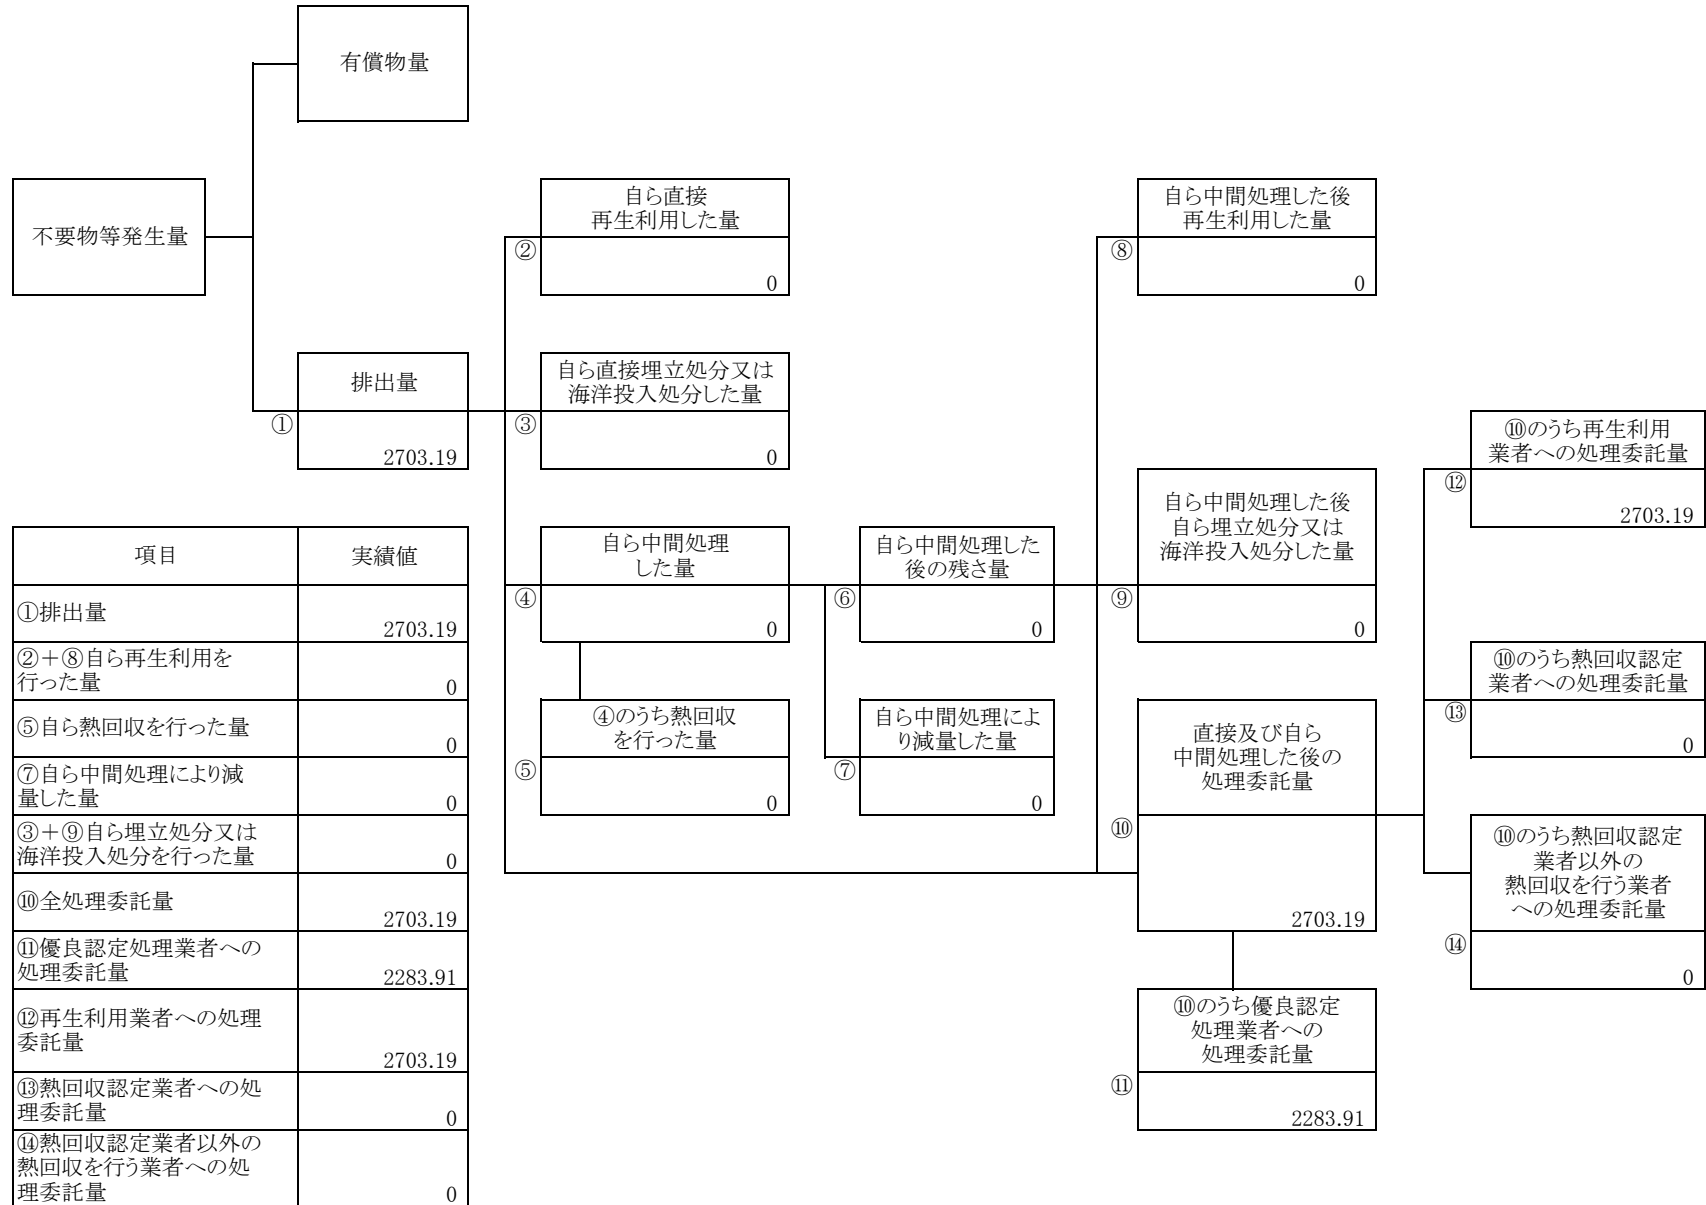 有償物量
不要物等発生量
自ら直接
再生利用した量
②
0
自ら中間処理した後
再生利用した量
⑧
0
排出量
①
2703.19
自ら直接埋立処分又は
海洋投入処分した量
③
0
⑩のうち再生利用
業者への処理委託量
⑫
2703.19
自ら中間処理した後
自ら埋立処分又は
海洋投入処分した量
⑨
0
自ら中間処理
した量
④
0
自ら中間処理した
後の残さ量
⑥
0
⑩のうち熱回収認定
業者への処理委託量
⑬
0
④のうち熱回収
を行った量
⑤
0
自ら中間処理によ
り減量した量
⑦
0
直接及び自ら
中間処理した後の
処理委託量
⑩
2703.19
⑩のうち熱回収認定
業者以外の
熱回収を行う業者
への処理委託量
⑭
0
⑩のうち優良認定
処理業者への
処理委託量
⑪
2283.91
項目 実績値
①排出量
2703.19
②＋⑧自ら再生利用を
行った量
0
⑤自ら熱回収を行った量
0
⑦自ら中間処理により減
量した量
0
③＋⑨自ら埋立処分又は
海洋投入処分を行った量
0
⑩全処理委託量
2703.19
⑪優良認定処理業者への
処理委託量
2283.91
⑫再生利用業者への処理
委託量
2703.19
⑬熱回収認定業者への処
理委託量
0
⑭熱回収認定業者以外の
熱回収を行う業者への処
理委託量
0